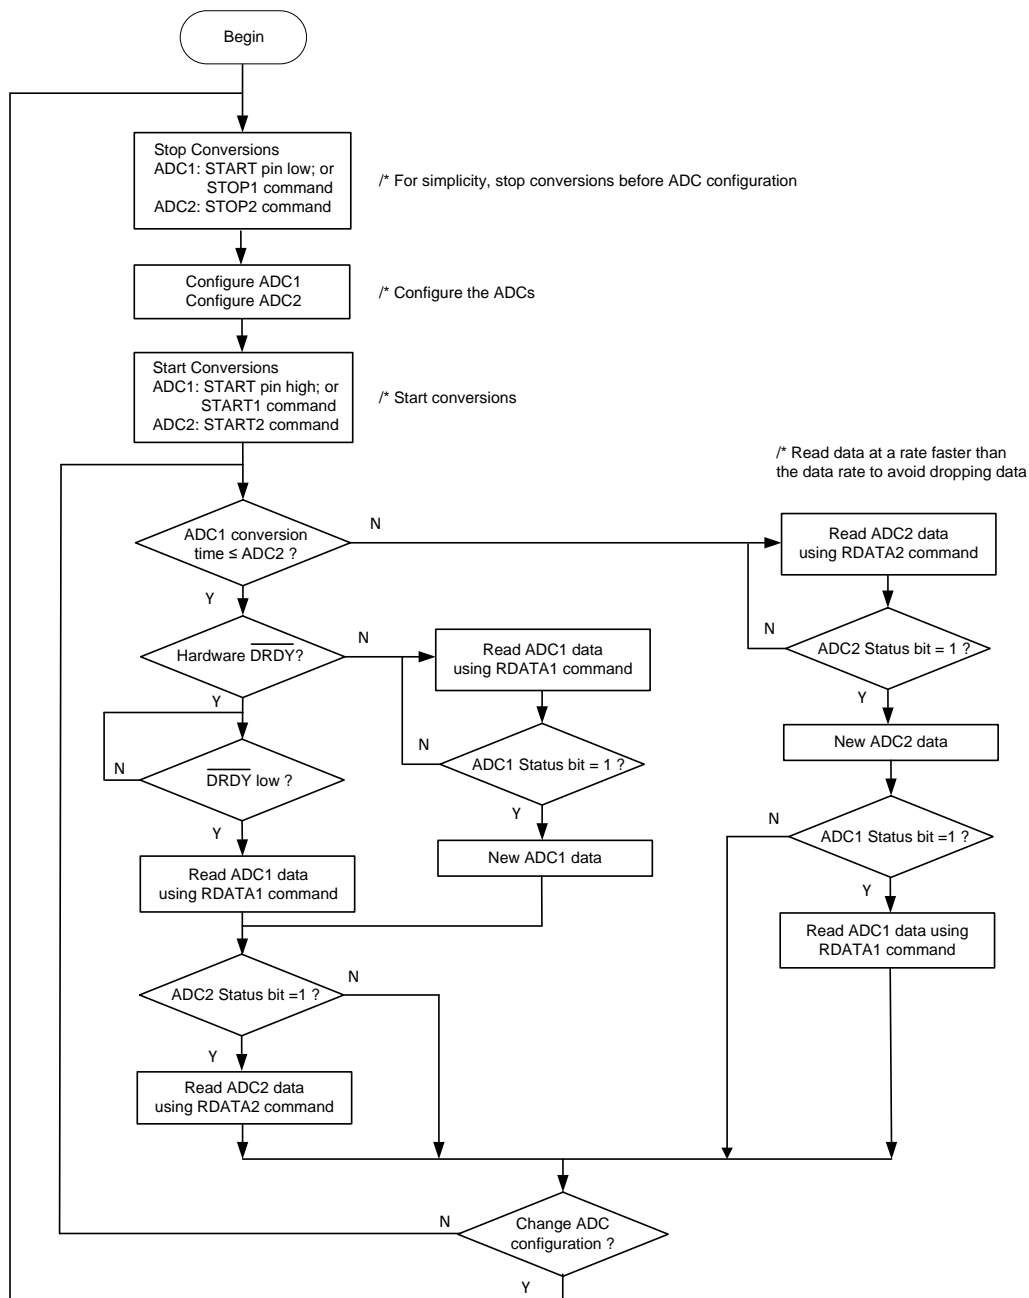 Begin
Stop Conversions
ADC1: START pin low; or
STOP1 command
ADC2: STOP2 command
/* For simplicity, stop conversions before ADC configuration
Configure ADC1
Configure ADC2
/* Configure the ADCs
Start Conversions
ADC1: START pin high; or
START1 command
ADC2: START2 command
/* Start conversions
/* Read data at a rate faster than
the data rate to avoid dropping data
ADC1 conversion
time ≤ ADC2 ?
N
Y
Read ADC2 data
using RDATA2 command
Hardware DRDY?
N
Y
Read ADC1 data
using RDATA1 command
N
ADC2 Status bit = 1 ?
Y
New ADC2 data
N
DRDY low ?
Y
N
ADC1 Status bit = 1 ?
Y
New ADC1 data
N
ADC1 Status bit =1 ?
Y
Read ADC1 data
using RDATA1 command
Read ADC1 data using
RDATA1 command
ADC2 Status bit =1 ?
N
Y
Read ADC2 data
using RDATA2 command
N
Change ADC
configuration ?
Y